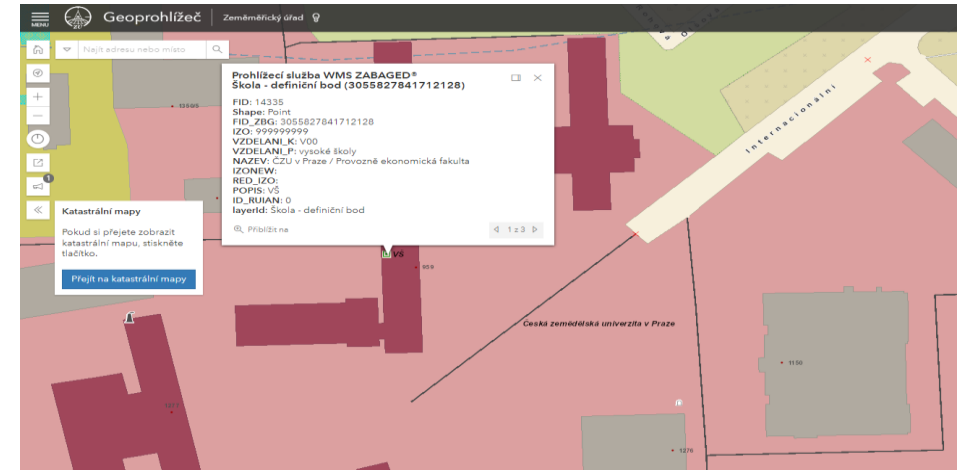 MENU
Geoprohlížeč
Zeměměřický úřad
Najít adresu nebo místo
Prohlížecí služba WMS ZABAGED®
Škola - definiční bod (3055827841712128)
FID: 14335
Shape: Point
FID_ZBG: 3055827841712128
IZO: 999999999
VZDELANI_K: V00
VZDELANI_P: vysoké školy
NAZEV: ČZU v Praze / Provozně ekonomická fakulta
IZONEW:
RED_IZO:
POPIS: VŠ
ID_RUIAN: 0
layerId: Škola - definiční bod
Přiblížit na
1 z 3
1
Katastrální mapy
Pokud si přejete zobrazit
katastrální mapu, stiskněte
tlačítko.
Přejít na katastrální mapy
Internacionální
VŠ
959
Česká zemědělská univerzita v Praze
1150
1276